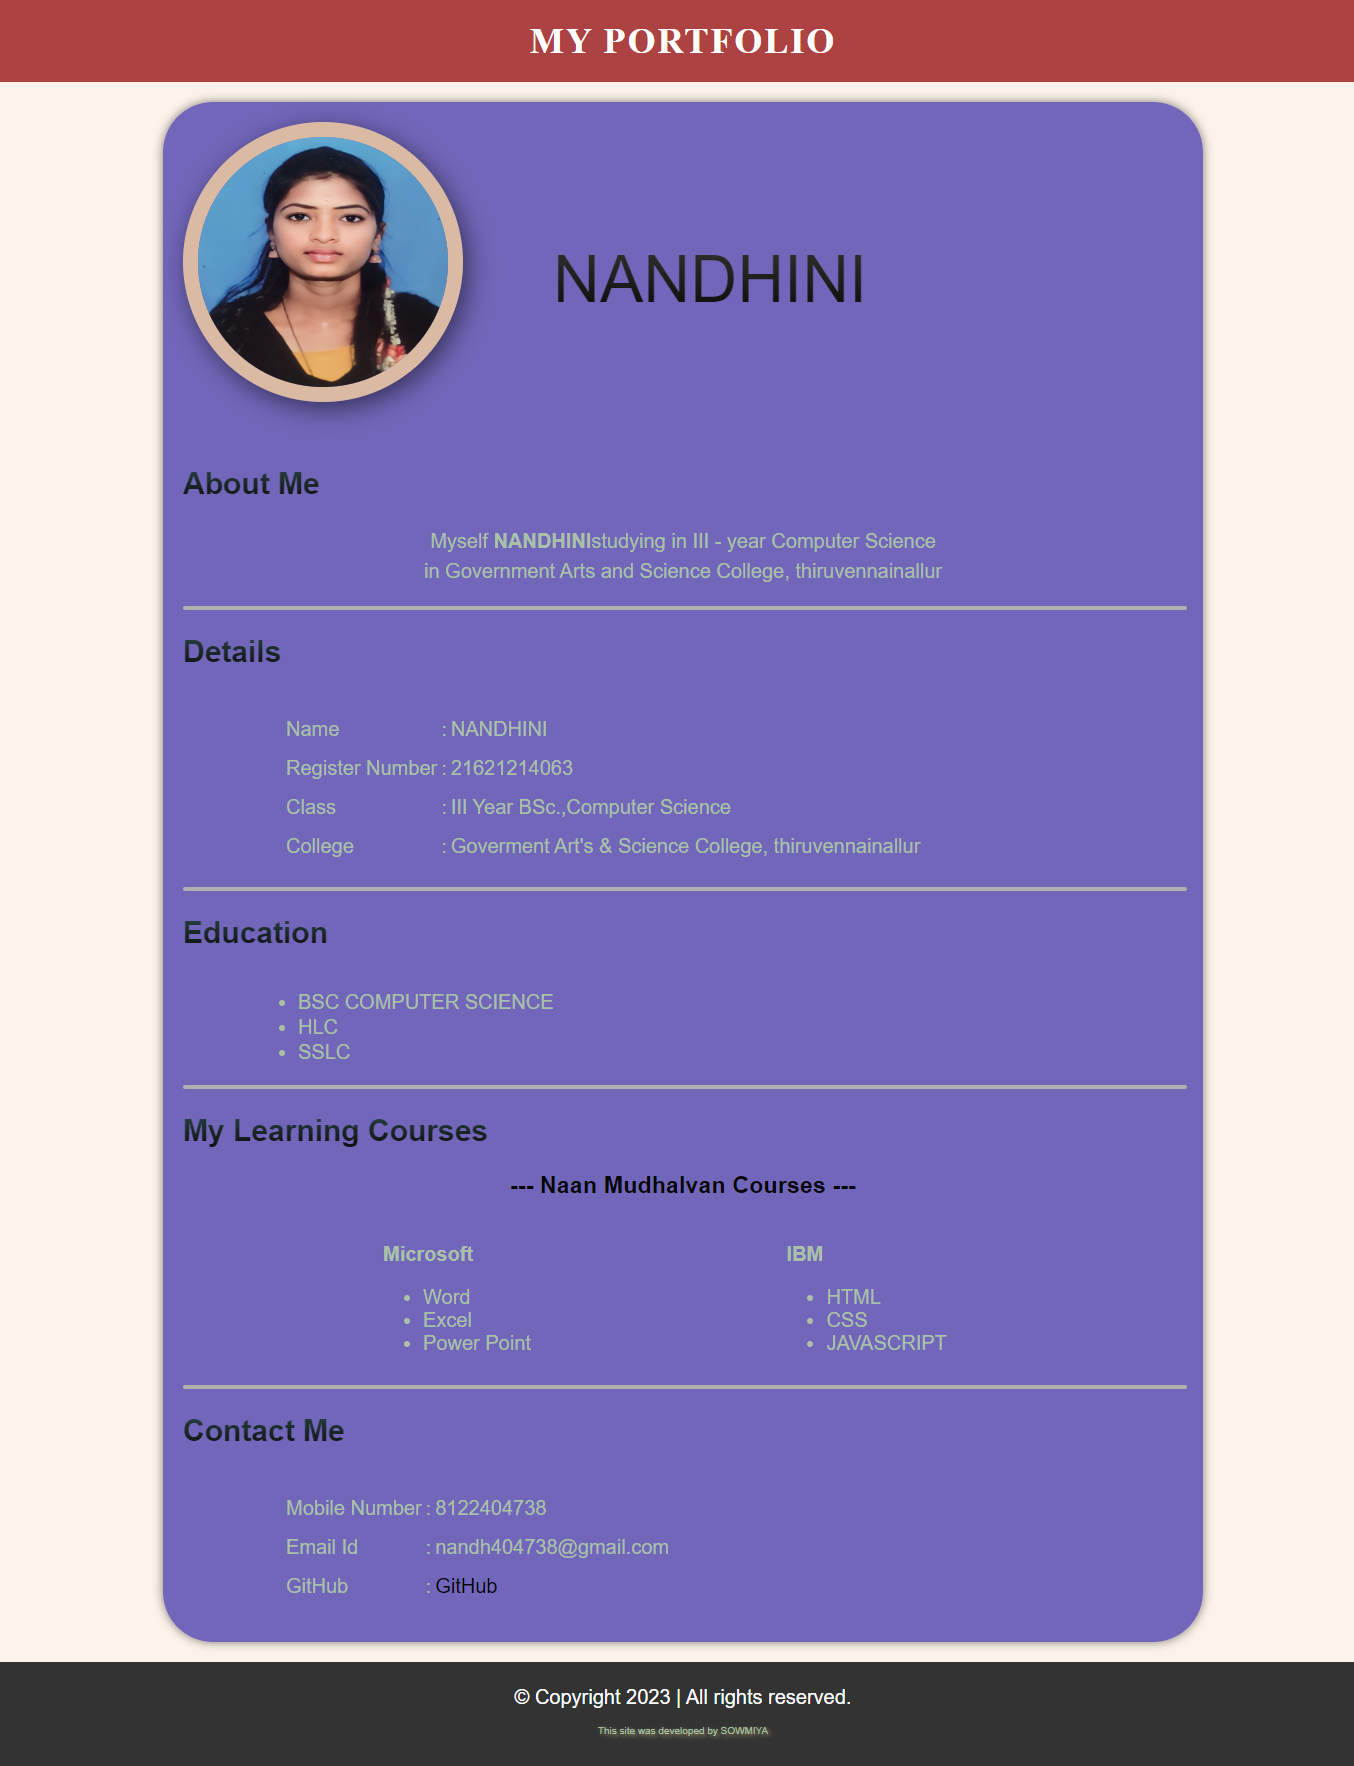 MY PORTFOLIO
NANDHINI
About Me
Myself NANDHINIstudying in III - year Computer Science
in Government Arts and Science College, thiruvennainallur
Details
Name : NANDHINI
Register Number : 21621214063
Class : III Year BSc.,Computer Science
College : Goverment Art's & Science College, thiruvennainallur
Education
• BSC COMPUTER SCIENCE
• HLC
• SSLC
My Learning Courses
--- Naan Mudhalvan Courses ---
Microsoft IBM
• Word • HTML
• Excel • CSS
• Power Point • JAVASCRIPT
Contact Me
Mobile Number : 8122404738
Email Id : nandh404738@gmail.com
GitHub : GitHub
© Copyright 2023 | All rights reserved.
This site was developed by SOWMIYA